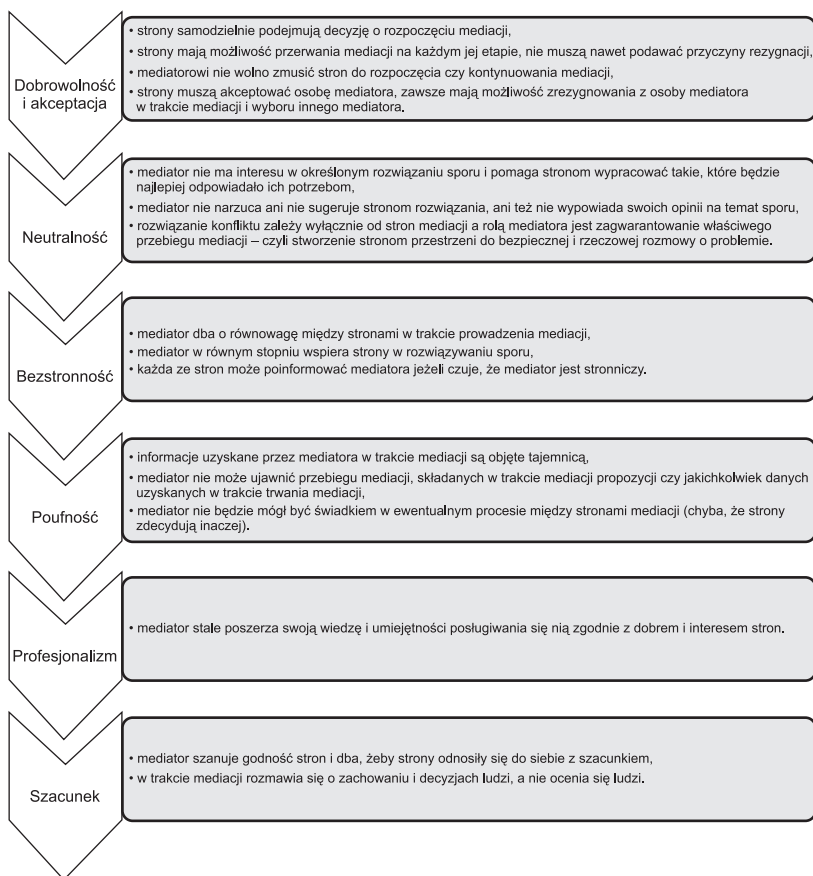 Dobrowolność
i akceptacja
• strony samodzielnie podejmują decyzję o rozpoczęciu mediacji,
• strony mają możliwość przerwania mediacji na każdym jej etapie, nie muszą nawet podawać przyczyny rezygnacji,
• mediatorowi nie wolno zmusić stron do rozpoczęcia czy kontynuowania mediacji,
• strony muszą akceptować osobę mediatora, zawsze mają możliwość zrezygnowania z osoby mediatora
w trakcie mediacji i wyboru innego mediatora.
Neutralność
• mediator nie ma interesu w określonym rozwiązaniu sporu i pomaga stronom wypracować takie, które będzie
najlepiej odpowiadało ich potrzebom,
• mediator nie narzuca ani nie sugeruje stronom rozwiązania, ani też nie wypowiada swoich opinii na temat sporu,
• rozwiązanie konfliktu zależy wyłącznie od stron mediacji a rolą mediatora jest zagwarantowanie właściwego
przebiegu mediacji – czyli stworzenie stronom przestrzeni do bezpiecznej i rzeczowej rozmowy o problemie.
Bezstronność
• mediator dba o równowagę między stronami w trakcie prowadzenia mediacji,
• mediator w równym stopniu wspiera strony w rozwiązywaniu sporu,
• każda ze stron może poinformować mediatora jeżeli czuje, że mediator jest stronniczy.
Poufność
• informacje uzyskane przez mediatora w trakcie mediacji są objęte tajemnicą,
• mediator nie może ujawnić przebiegu mediacji, składanych w trakcie mediacji propozycji czy jakichkolwiek danych
uzyskanych w trakcie trwania mediacji,
• mediator nie będzie mógł być świadkiem w ewentualnym procesie między stronami mediacji (chyba, że strony
zdecydują inaczej).
Profesjonalizm
• mediator stale poszerza swoją wiedzę i umiejętności posługiwania się nią zgodnie z dobrem i interesem stron.
Szacunek
• mediator szanuje godność stron i dba, żeby strony odnosiły się do siebie z szacunkiem,
• w trakcie mediacji rozmawia się o zachowaniu i decyzjach ludzi, a nie ocenia się ludzi.